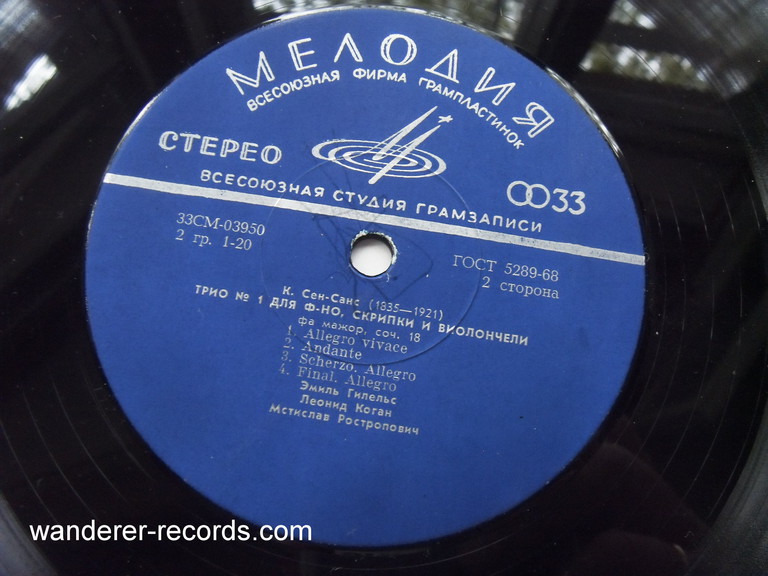 МЕЛОДИЯ
ВСЕСОЮЗНАЯ ФИРМА ГРАМПЛАСТИНОК
СТЕРЕО
33
ВСЕСОЮЗНАЯ СТУДИЯ ГРАМЗАПИСИ
33СМ-03950
2 гр. 1-20
ГОСТ 5289-68
2 сторона
К. Сен-Санс (1835—1921)
ТРИО № 1 ДЛЯ Ф-НО, СКРИПКИ И ВИОЛОНЧЕЛИ
фа мажор, соч. 18
1. Allegro vivace
2. Andante
3. Scherzo. Allegro
4. Final. Allegro
Эмиль Гилельс
Леонид Коган
Мстислав Ростропович
wanderer-records.com